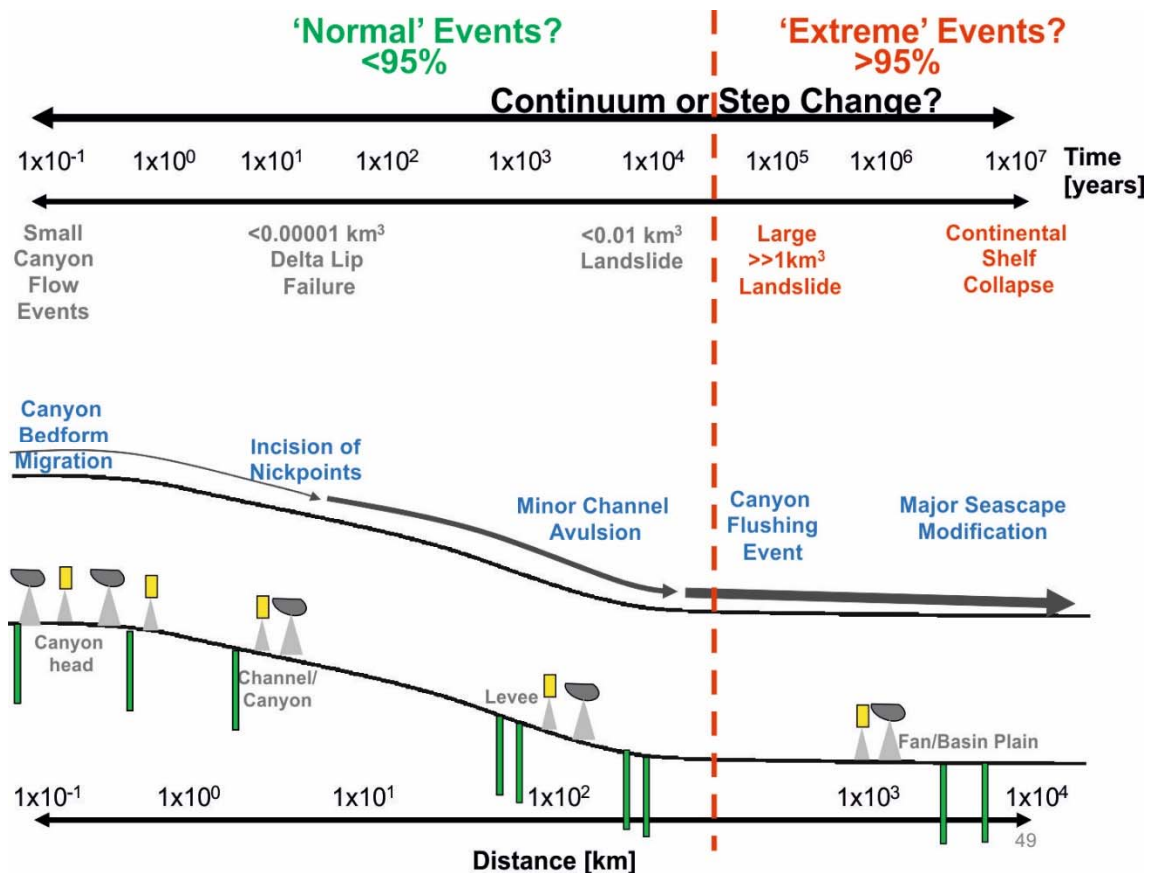 ‘Normal’ Events?
<95%
‘Extreme’ Events?
>95%
Continuum or Step Change?
1x10⁻¹ 1x10⁰ 1x10¹ 1x10² 1x10³ 1x10⁴ 1x10⁵ 1x10⁶ 1x10⁷ Time
[years]
Small
Canyon
Flow
Events
<0.00001 km³
Delta Lip
Failure
<0.01 km³
Landslide
Large
>>1km³
Landslide
Continental
Shelf
Collapse
Canyon
Bedform
Migration
Incision of
Nickpoints
Minor Channel
Avulsion
Canyon
Flushing
Event
Major Seascape
Modification
Canyon
head
Channel/
Canyon
Levee
Fan/Basin Plain
1x10⁻¹ 1x10⁰ 1x10¹ 1x10² 1x10³ 1x10⁴
49
Distance [km]